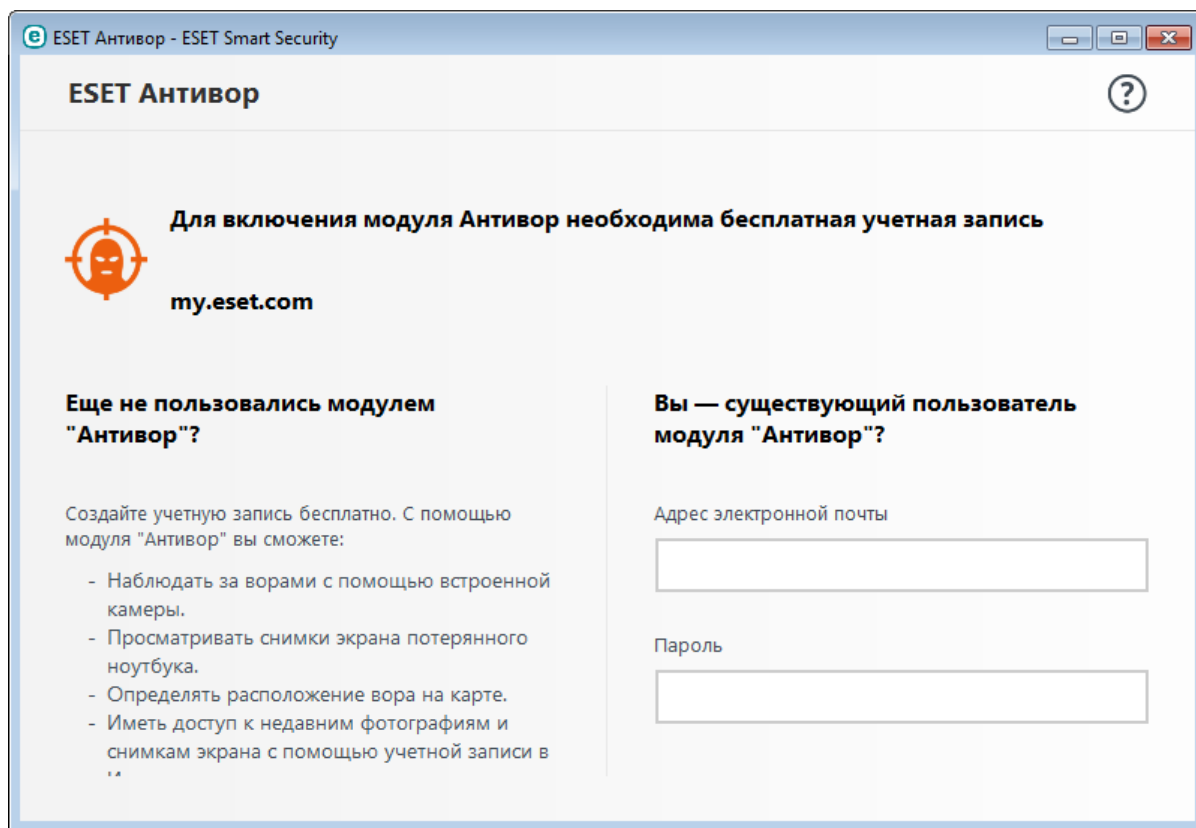 ESET Антивор - ESET Smart Security
ESET Антивор
?
Для включения модуля Антивор необходима бесплатная учетная запись
my.eset.com
Еще не пользовались модулем
"Антивор"?
Создайте учетную запись бесплатно. С помощью
модуля "Антивор" вы сможете:
- Наблюдать за ворами с помощью встроенной
камеры.
- Просматривать снимки экрана потерянного
ноутбука.
- Определять расположение вора на карте.
- Иметь доступ к недавним фотографиям и
снимкам экрана с помощью учетной записи в
Вы — существующий пользователь
модуля "Антивор"?
Адрес электронной почты
Пароль